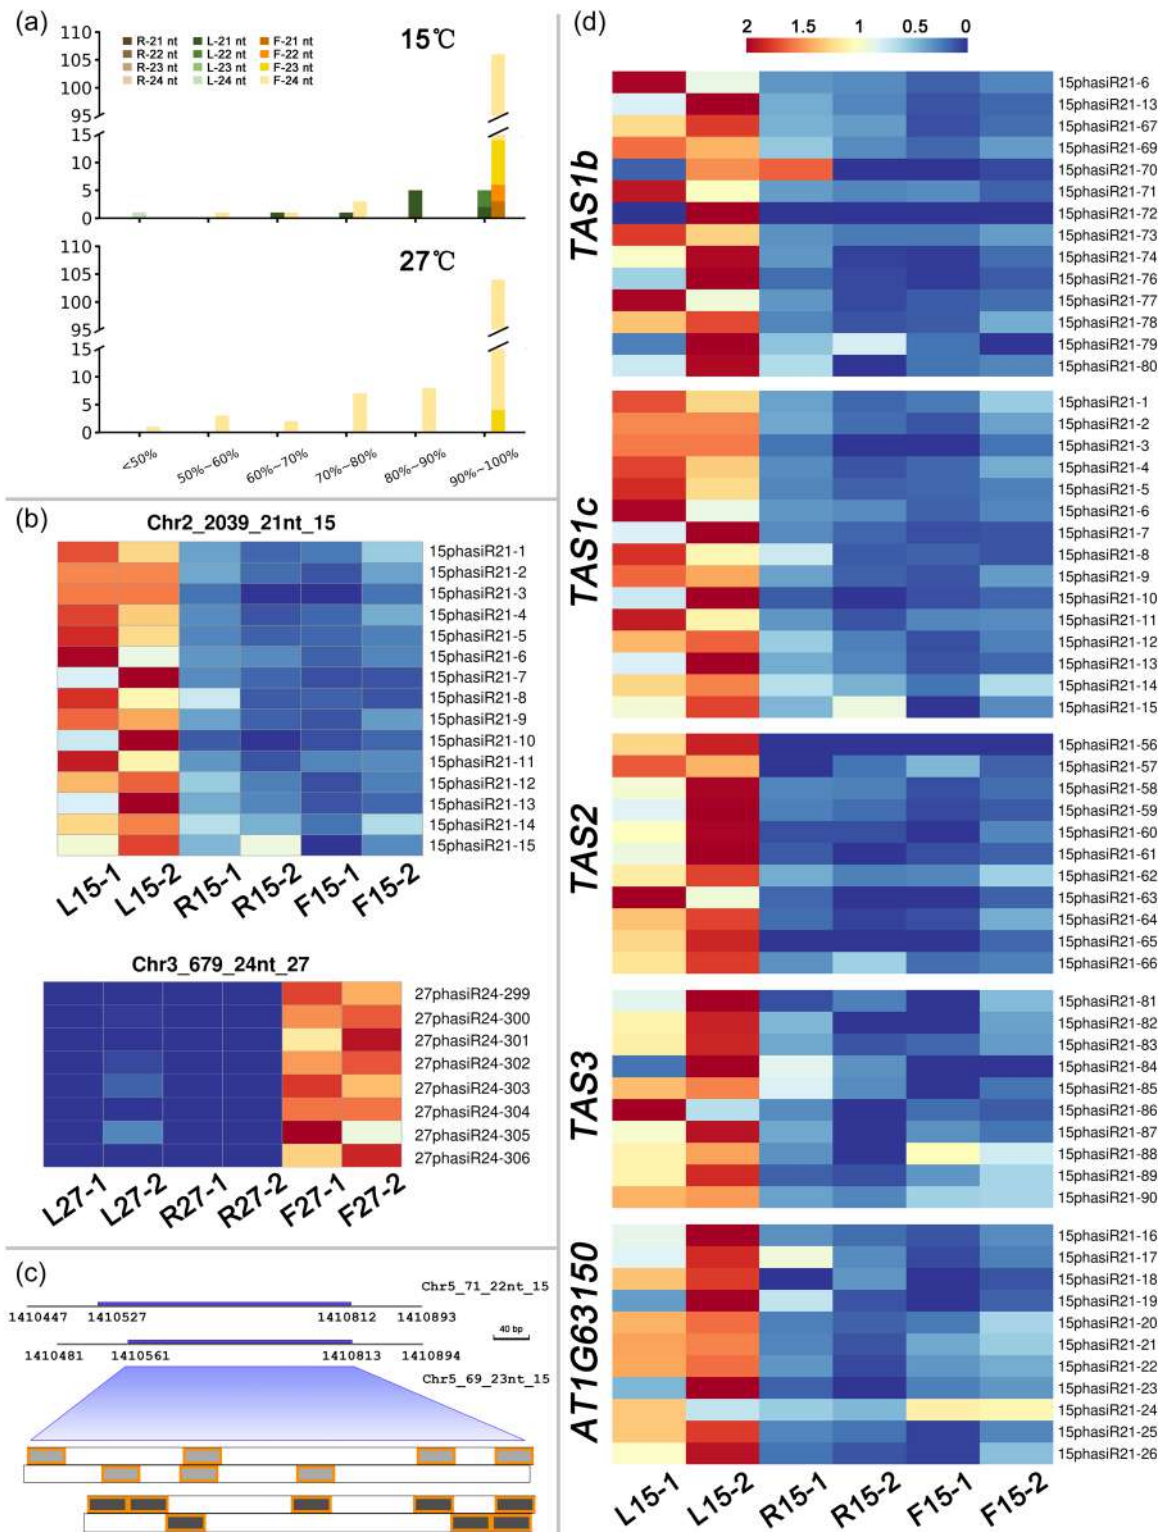 (a)
110
105
100
95
15
10
5
0
15℃
R-21 nt
R-22 nt
R-23 nt
R-24 nt
L-21 nt
L-22 nt
L-23 nt
L-24 nt
F-21 nt
F-22 nt
F-23 nt
F-24 nt
110
105
100
95
15
10
5
0
27℃
<50%
50%~60%
60%~70%
70%~80%
80%~90%
90%~100%
(b)
Chr2_2039_21nt_15
15phasiR21-1
15phasiR21-2
15phasiR21-3
15phasiR21-4
15phasiR21-5
15phasiR21-6
15phasiR21-7
15phasiR21-8
15phasiR21-9
15phasiR21-10
15phasiR21-11
15phasiR21-12
15phasiR21-13
15phasiR21-14
15phasiR21-15
L15-1
L15-2
R15-1
R15-2
F15-1
F15-2
Chr3_679_24nt_27
27phasiR24-299
27phasiR24-300
27phasiR24-301
27phasiR24-302
27phasiR24-303
27phasiR24-304
27phasiR24-305
27phasiR24-306
L27-1
L27-2
R27-1
R27-2
F27-1
F27-2
(c)
Chr5_71_22nt_15
1410447 1410527 1410812 1410893
40 bp
1410481 1410561 1410813 1410894
Chr5_69_23nt_15
(d)
2 1.5 1 0.5 0
TAS1b
15phasiR21-6
15phasiR21-13
15phasiR21-67
15phasiR21-69
15phasiR21-70
15phasiR21-71
15phasiR21-72
15phasiR21-73
15phasiR21-74
15phasiR21-76
15phasiR21-77
15phasiR21-78
15phasiR21-79
15phasiR21-80
TAS1c
15phasiR21-1
15phasiR21-2
15phasiR21-3
15phasiR21-4
15phasiR21-5
15phasiR21-6
15phasiR21-7
15phasiR21-8
15phasiR21-9
15phasiR21-10
15phasiR21-11
15phasiR21-12
15phasiR21-13
15phasiR21-14
15phasiR21-15
TAS2
15phasiR21-56
15phasiR21-57
15phasiR21-58
15phasiR21-59
15phasiR21-60
15phasiR21-61
15phasiR21-62
15phasiR21-63
15phasiR21-64
15phasiR21-65
15phasiR21-66
TAS3
15phasiR21-81
15phasiR21-82
15phasiR21-83
15phasiR21-84
15phasiR21-85
15phasiR21-86
15phasiR21-87
15phasiR21-88
15phasiR21-89
15phasiR21-90
AT1G63150
15phasiR21-16
15phasiR21-17
15phasiR21-18
15phasiR21-19
15phasiR21-20
15phasiR21-21
15phasiR21-22
15phasiR21-23
15phasiR21-24
15phasiR21-25
15phasiR21-26
L15-1
L15-2
R15-1
R15-2
F15-1
F15-2